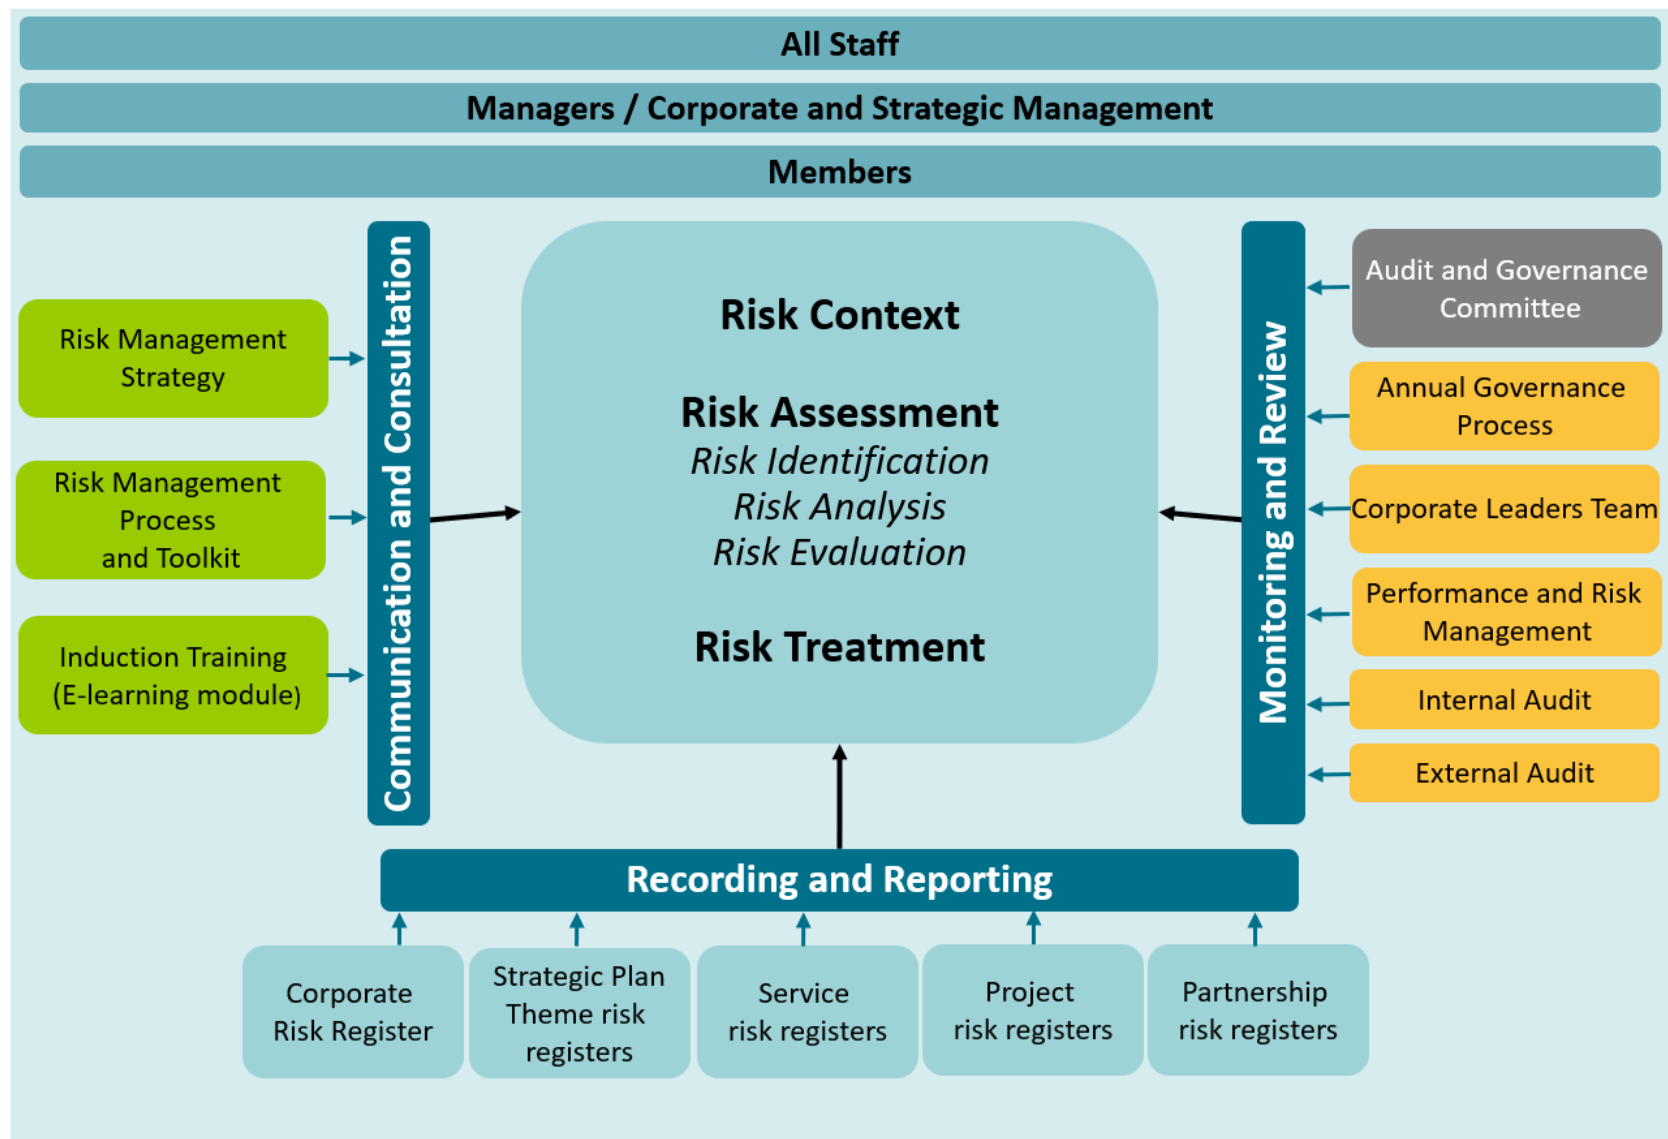 All Staff
Managers / Corporate and Strategic Management
Members
Risk Management
Strategy
Risk Management
Process
and Toolkit
Induction Training
(E-learning module)
Communication and Consultation
Risk Context
Risk Assessment
Risk Identification
Risk Analysis
Risk Evaluation
Risk Treatment
Monitoring and Review
Audit and Governance
Committee
Annual Governance
Process
Corporate Leaders Team
Performance and Risk
Management
Internal Audit
External Audit
Recording and Reporting
Corporate
Risk Register
Strategic Plan
Theme risk
registers
Service
risk registers
Project
risk registers
Partnership
risk registers